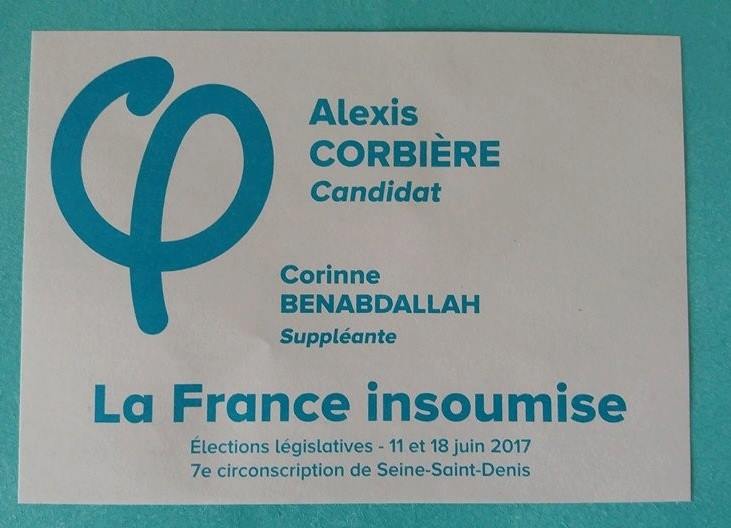 Alexis
CORBIÈRE
Candidat
Corinne
BENABDALLAH
Suppléante
La France insoumise
Élections législatives - 11 et 18 juin 2017
7e circonscription de Seine-Saint-Denis